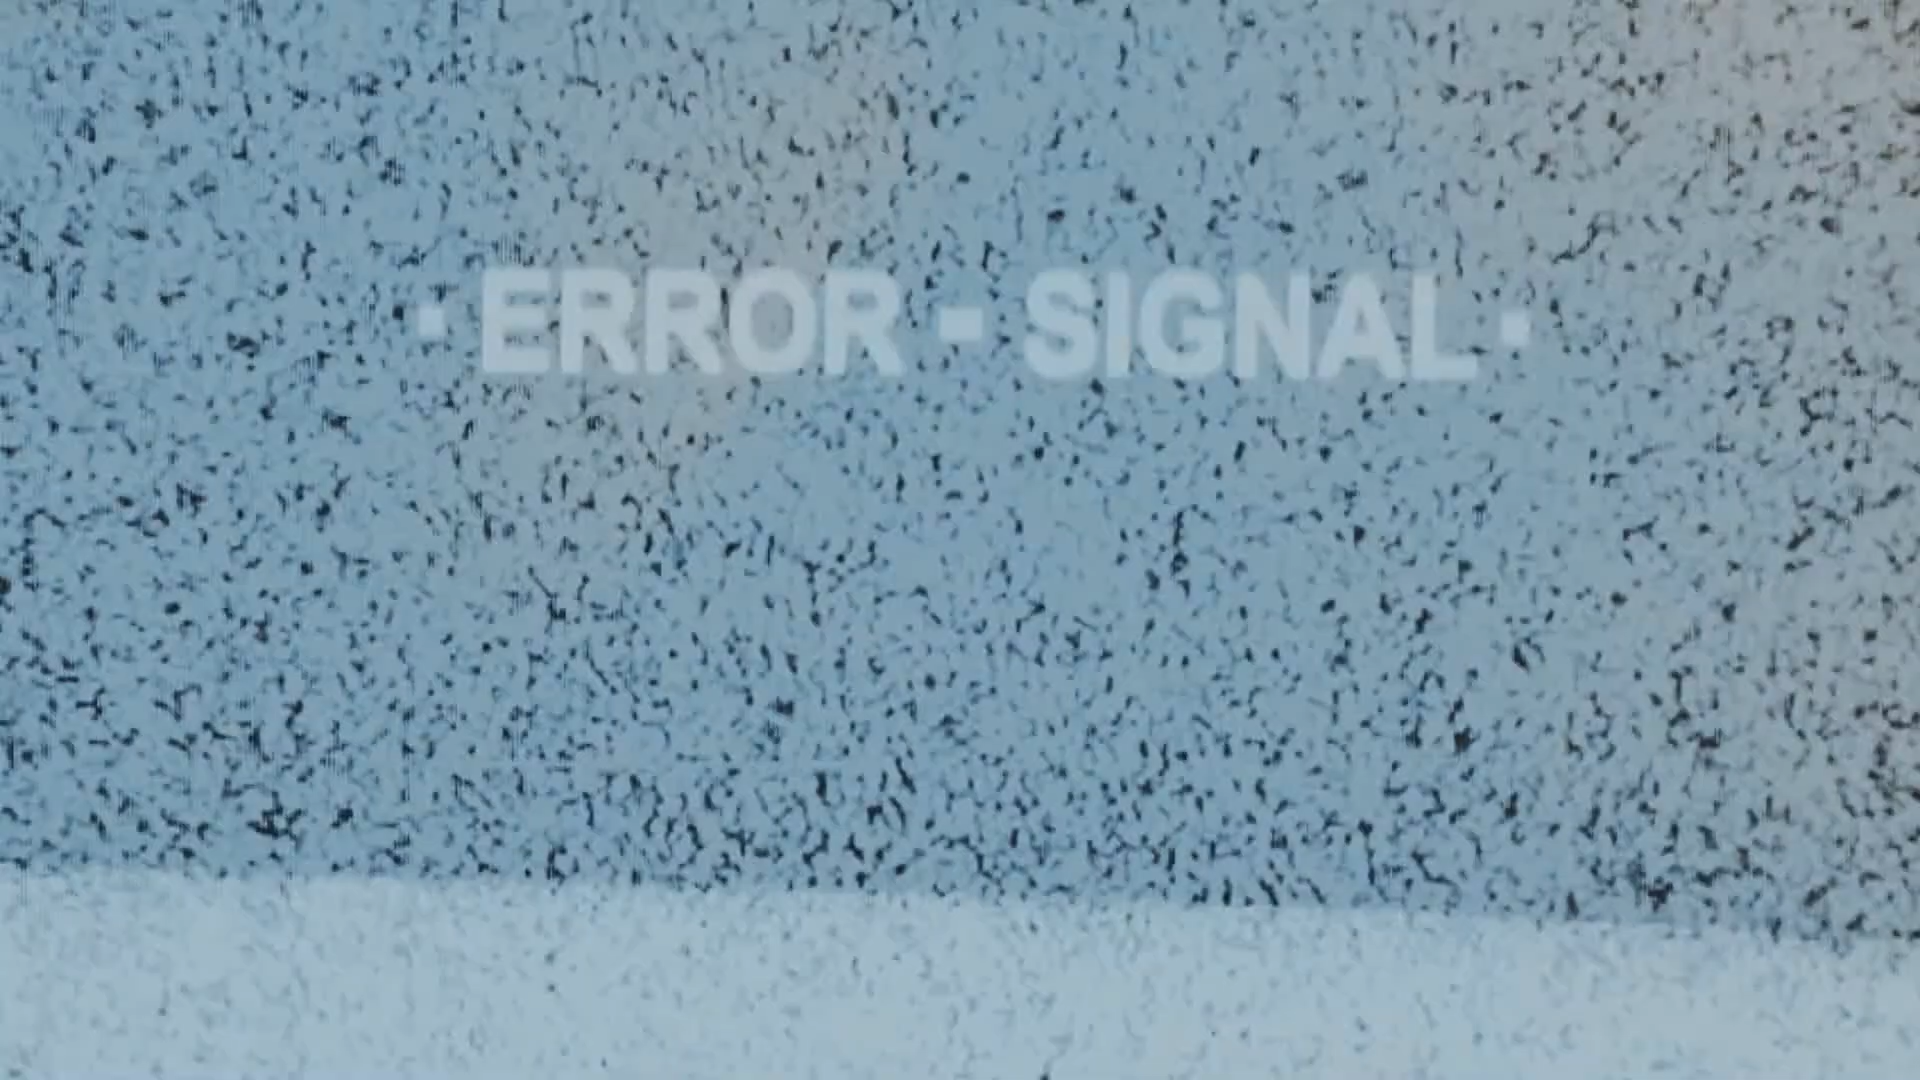 · ERROR - SIGNAL ·